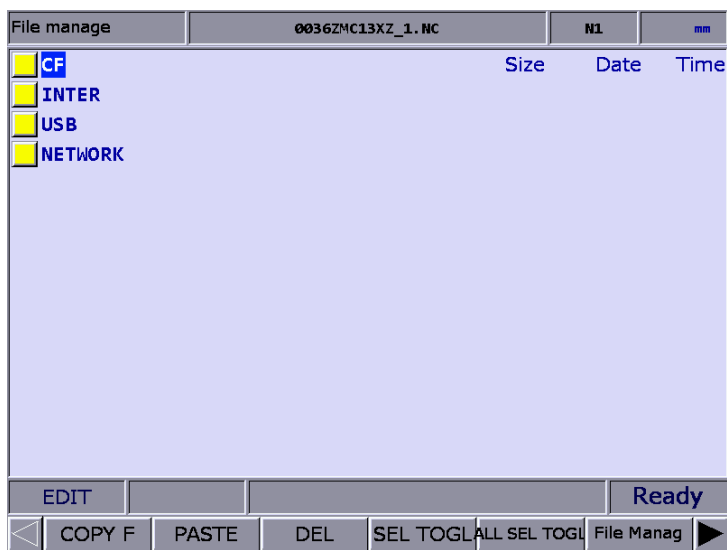 File manage 0036ZMC13XZ_1.NC N1 mm
CF Size Date Time
INTER
USB
NETWORK
EDIT Ready
COPY F PASTE DEL SEL TOGL ALL SEL TOGL File Manag